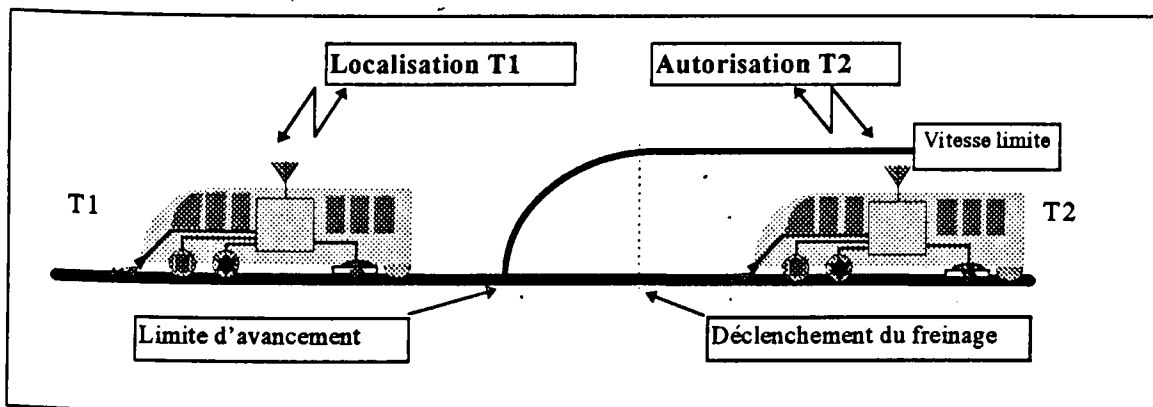 Localisation T1
Autorisation T2
Vitesse limite
T1
T2
Limite d'avancement
Déclenchement du freinage